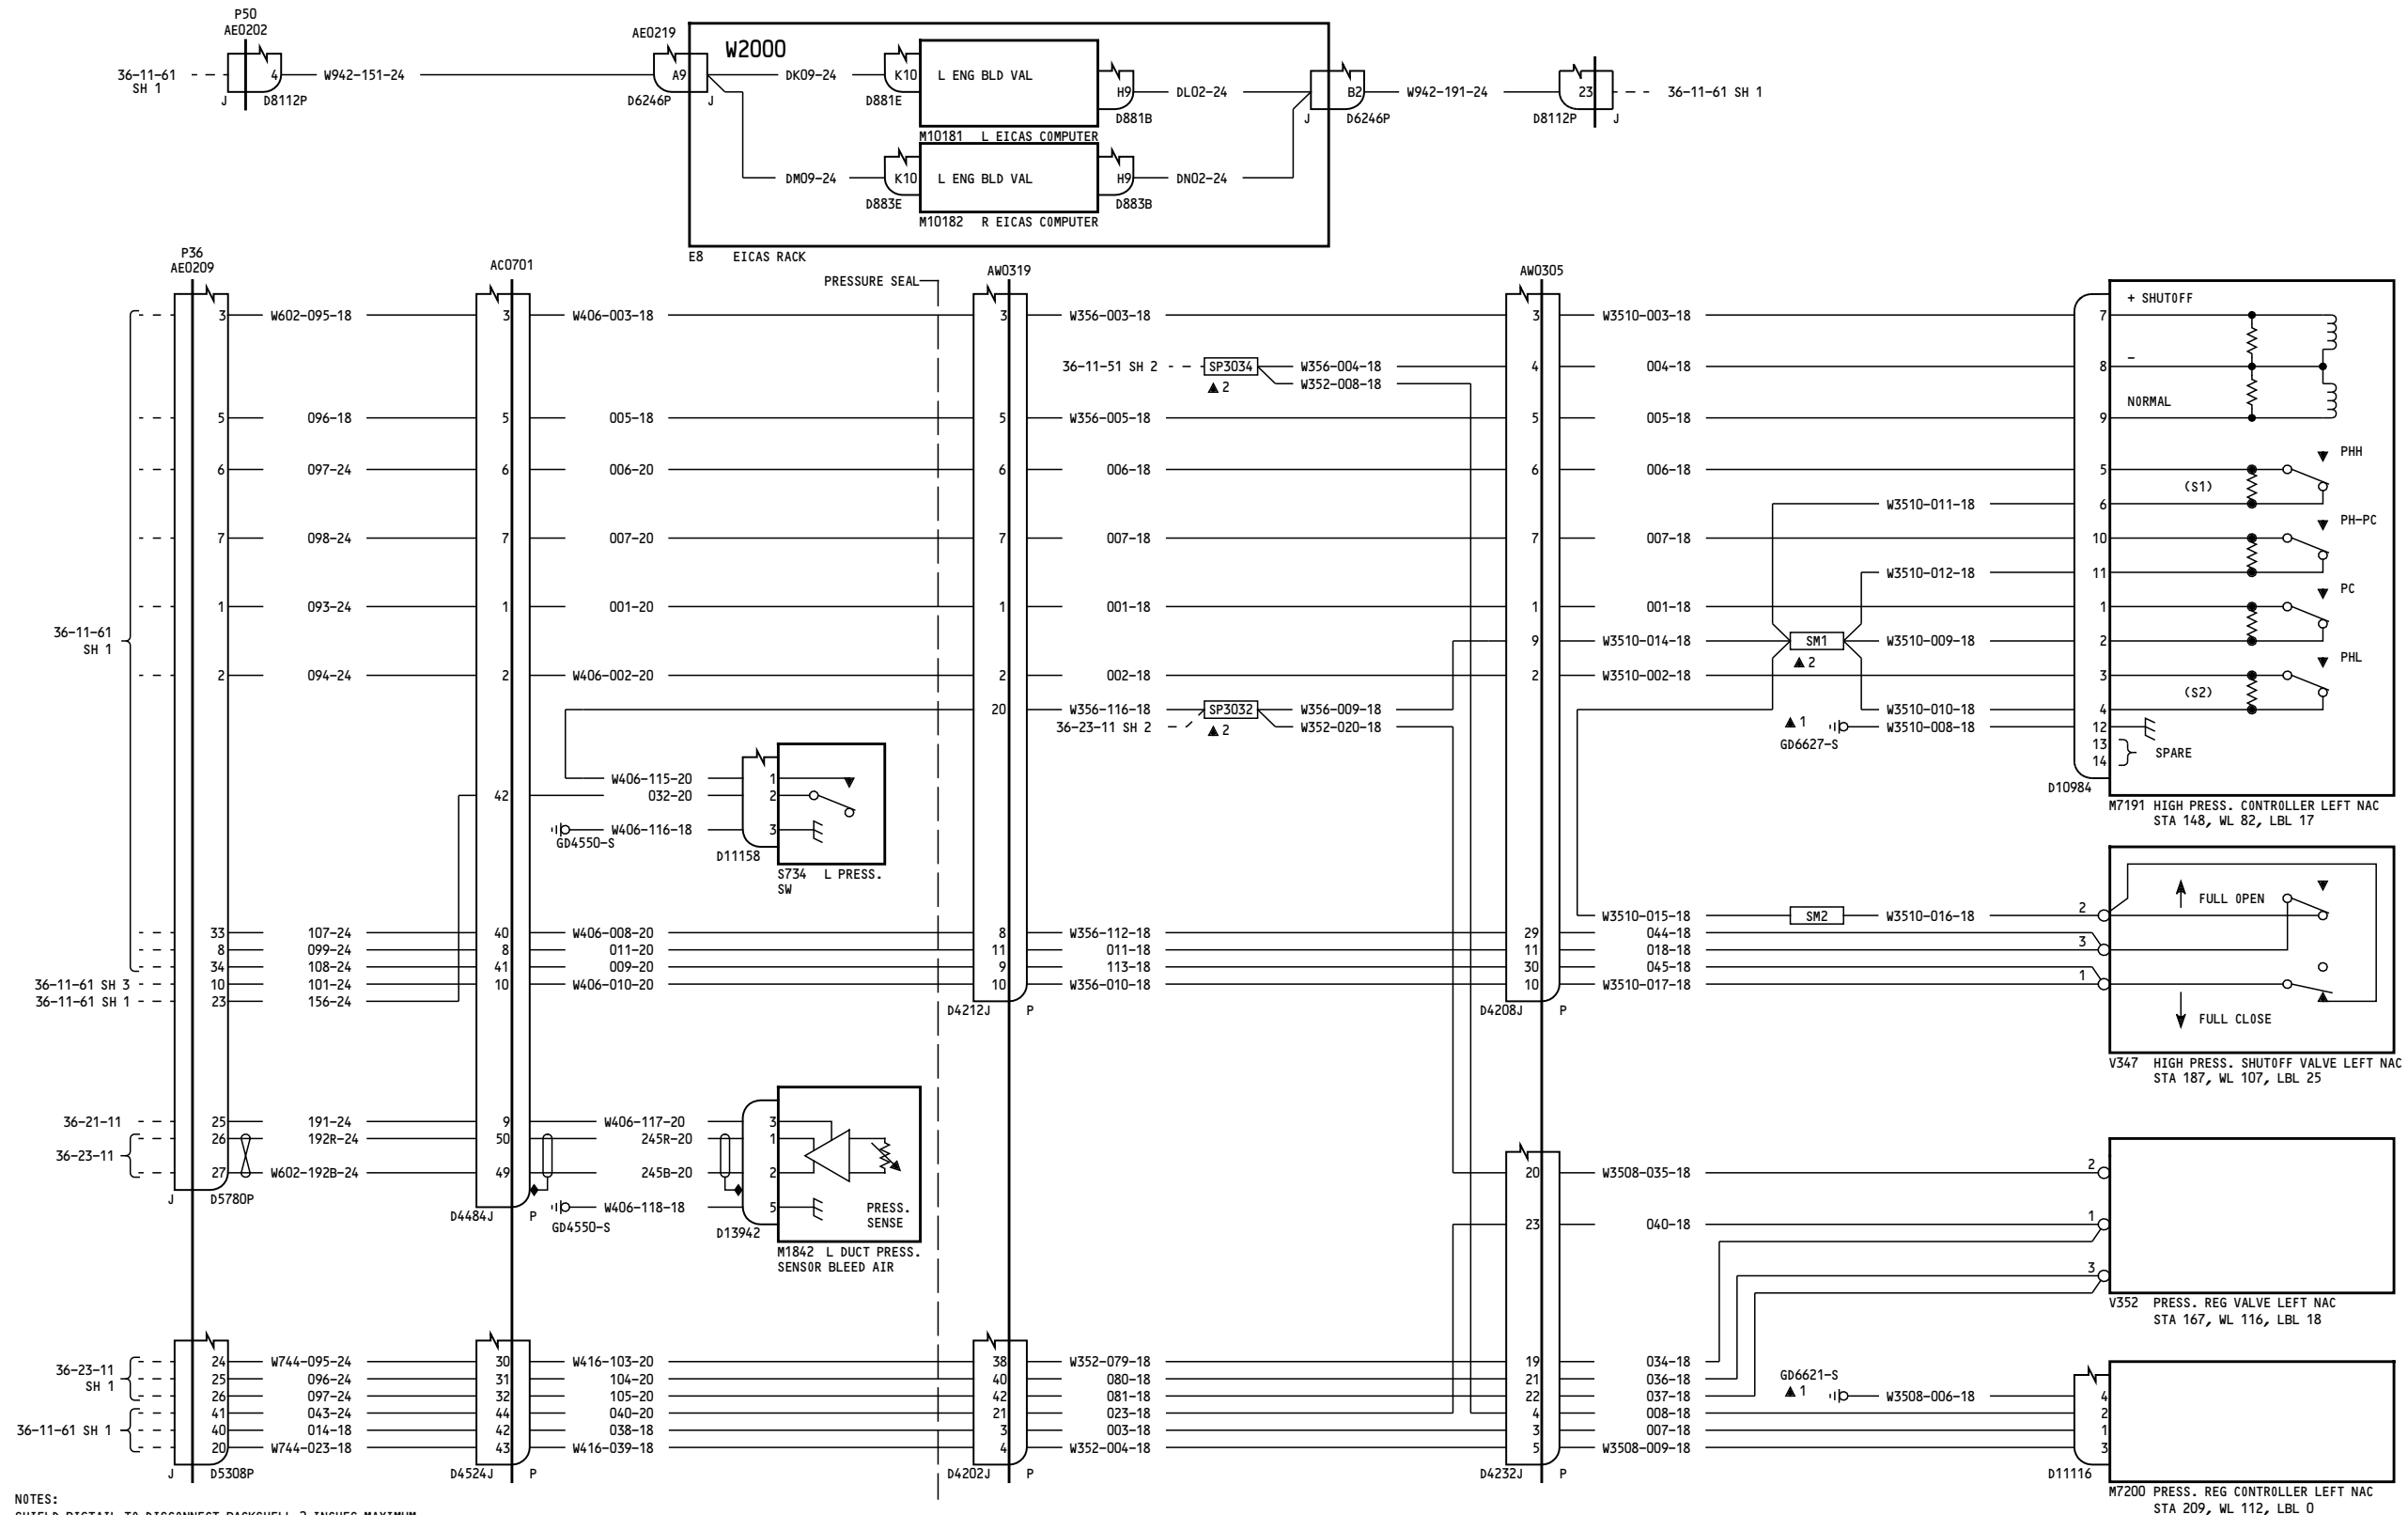 P50
AE0202
36-11-61
SH 1
4
J
D8112P
W942-151-24
AE0219
A9
D6246P
J
W2000
DK09-24
K10
D881E
L ENG BLD VAL
H9
D881B
DL02-24
M10181 L EICAS COMPUTER
DM09-24
K10
D883E
L ENG BLD VAL
H9
D883B
DN02-24
M10182 R EICAS COMPUTER
E8 EICAS RACK
B2
J
D6246P
W942-191-24
23
D8112P
J
36-11-61 SH 1
P36
AE0209
AC0701
PRESSURE SEAL
AW0319
AW0305
3 W602-095-18 3 W406-003-18 3 W356-003-18 3 W3510-003-18 7
+ SHUTOFF
36-11-51 SH 2 SP3034 W356-004-18 4 004-18 8 –
▲ 2 W352-008-18
NORMAL
5 096-18 5 005-18 5 W356-005-18 5 005-18 9
6 097-24 6 006-20 6 006-18 6 006-18 5
PHH
(S1)
W3510-011-18 6
7 098-24 7 007-20 7 007-18 7 007-18 10
PH-PC
W3510-012-18 11
1 093-24 1 001-20 1 001-18 1 001-18 1
PC
36-11-61
SH 1
9 W3510-014-18 SM1 W3510-009-18 2
▲ 2
2 094-24 2 W406-002-20 2 002-18 2 W3510-002-18 3
PHL
(S2)
20 W356-116-18 SP3032 W356-009-18
W3510-010-18 4
36-23-11 SH 2 ▲ 2 W352-020-18
▲ 1
GD6627-S
W3510-008-18 12
13
14
SPARE
D10984
M7191 HIGH PRESS. CONTROLLER LEFT NAC
STA 148, WL 82, LBL 17
W406-115-20 1
42 032-20 2
GD4550-S W406-116-18 3
D11158
S734 L PRESS.
SW
W3510-015-18 SM2 W3510-016-18 2
33 107-24 40 W406-008-20 8 W356-112-18 29 044-18
8 099-24 8 011-20 11 011-18 11 018-18 3
34 108-24 41 009-20 9 113-18 30 045-18
36-11-61 SH 3 10 101-24 10 W406-010-20 10 W356-010-18 10 W3510-017-18 1
36-11-61 SH 1 23 156-24
D4212J P
D4208J P
FULL OPEN
FULL CLOSE
V347 HIGH PRESS. SHUTOFF VALVE LEFT NAC
STA 187, WL 107, LBL 25
36-21-11 25 191-24 9 W406-117-20 3
26 192R-24 50 245R-20 1
36-23-11
27 W602-192B-24 49 245B-20 2
J D5780P
D4484J P
GD4550-S W406-118-18 5
D13942
PRESS.
SENSE
M1842 L DUCT PRESS.
SENSOR BLEED AIR
20 W3508-035-18 2
23 040-18 1
3
V352 PRESS. REG VALVE LEFT NAC
STA 167, WL 116, LBL 18
36-23-11
SH 1
24 W744-095-24 30 W416-103-20 38 W352-079-18 19 034-18
25 096-24 31 104-20 40 080-18 21 036-18
26 097-24 32 105-20 42 081-18 22 037-18
GD6621-S
▲ 1 W3508-006-18 4
36-11-61 SH 1
41 043-24 44 040-20 21 023-18 4 008-18 2
40 014-18 42 038-18 3 003-18 3 007-18 1
20 W744-023-18 43 W416-039-18 4 W352-004-18 5 W3508-009-18 3
J D5308P
D4524J P
D4202J P
D4232J P
D11116
M7200 PRESS. REG CONTROLLER LEFT NAC
STA 209, WL 112, LBL 0
NOTES:
SHIELD PIGTAIL TO DISCONNECT BACKSHELL 3 INCHES MAXIMUM